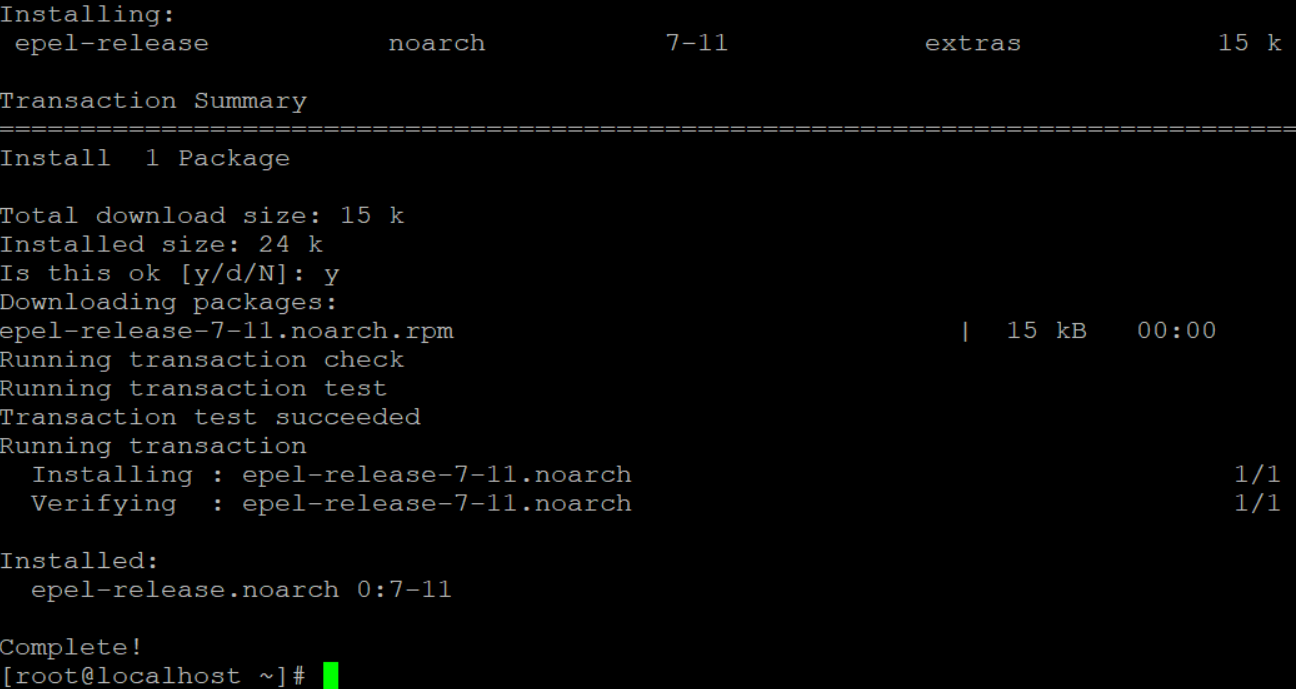 Installing:
 epel-release           noarch           7-11            extras            15 k

Transaction Summary
================================================================================
Install  1 Package

Total download size: 15 k
Installed size: 24 k
Is this ok [y/d/N]: y
Downloading packages:
epel-release-7-11.noarch.rpm                               |  15 kB   00:00
Running transaction check
Running transaction test
Transaction test succeeded
Running transaction
  Installing : epel-release-7-11.noarch                                     1/1
  Verifying  : epel-release-7-11.noarch                                     1/1

Installed:
  epel-release.noarch 0:7-11

Complete!
[root@localhost ~]#